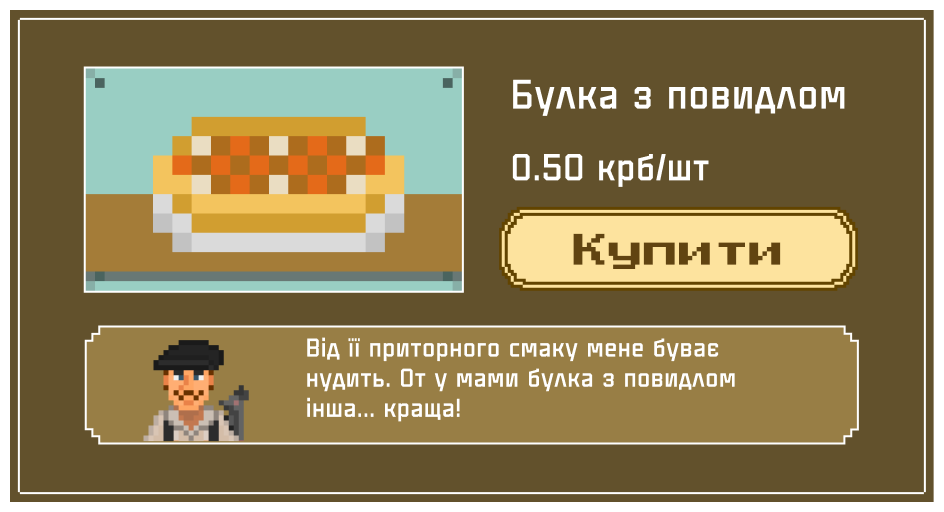 Булка з повидлом
0.50 крб/шт
Купити
Від її приторного смаку мене буває
нудить. От у мами булка з повидлом
інша... краща!